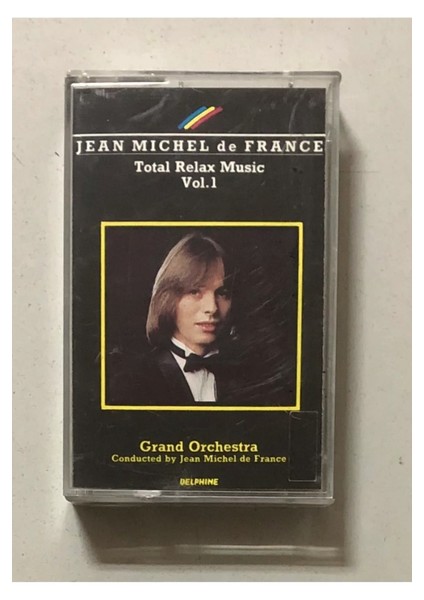 JEAN MICHEL de FRANCE
Total Relax Music
Vol.1
Grand Orchestra
Conducted by Jean Michel de France
DELPHINE